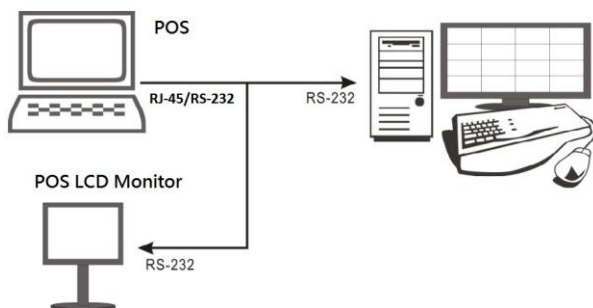 POS
RJ-45/RS-232
RS-232
POS LCD Monitor
RS-232